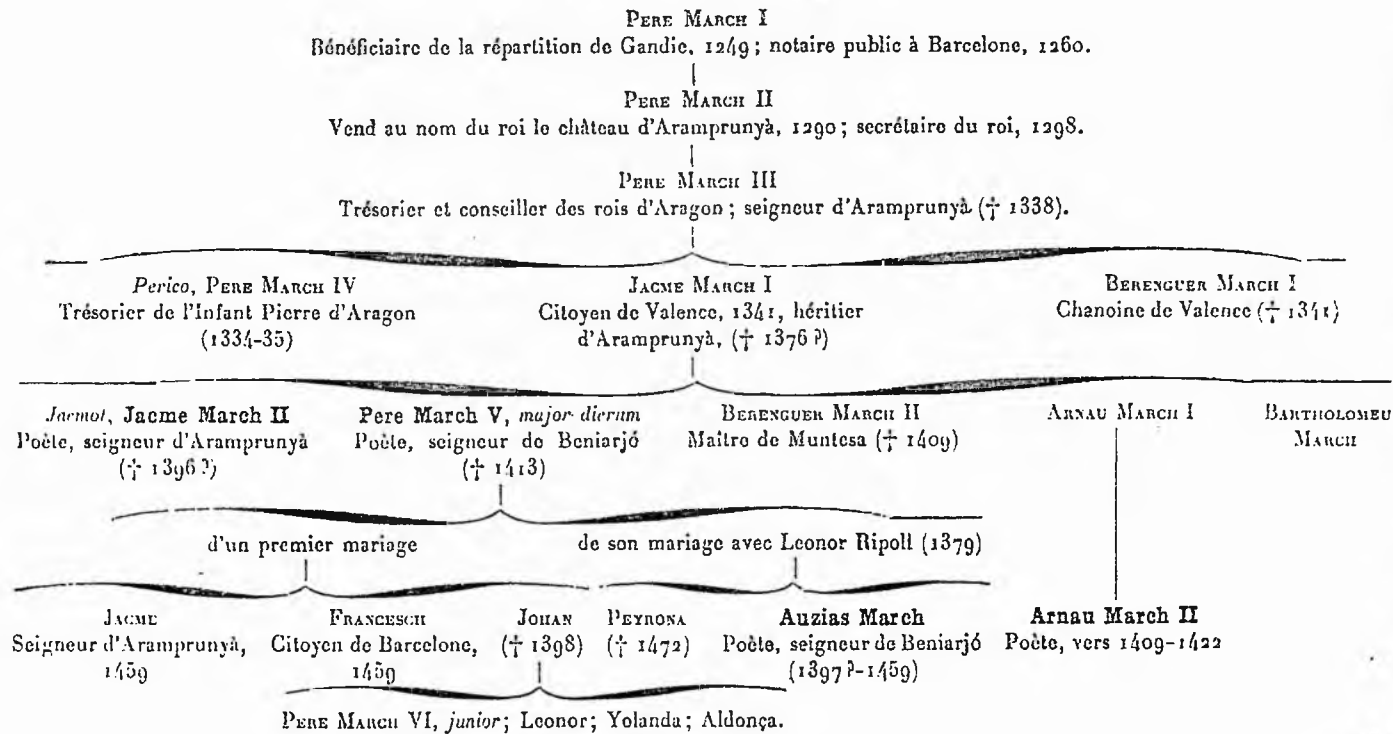 PERE MARCH I
Bénéficiaire de la répartition de Gandie, 1249; notaire public à Barcelone, 1260.
PERE MARCH II
Vend au nom du roi le château d'Aramprunyà, 1290; secrétaire du roi, 1298.
PERE MARCH III
Trésorier et conseiller des rois d'Aragon; seigneur d'Aramprunyà († 1338).
Perico, PERE MARCH IV
Trésorier de l'Infant Pierre d'Aragon
(1334-35)
JACME MARCH I
Citoyen de Valence, 1341, héritier
d'Aramprunyà, († 1376?)
BERENGUER MARCH I
Chanoine de Valence († 1341)
Jacmot, Jacme March II
Poète, seigneur d'Aramprunyà
(† 1396?)
Pere March V, major dierum
Poète, seigneur de Beniarjó
(† 1413)
BERENGUER MARCH II
Maître de Muntesa († 1409)
ARNAU MARCH I
BARTHOLOMEU
MARCH
d'un premier mariage
de son mariage avec Leonor Ripoll (1379)
JACME
Seigneur d'Aramprunyà,
1459
FRANCESCH
Citoyen de Barcelone,
1459
JOHAN
(† 1398)
PEYRONA
(† 1472)
Auzias March
Poète, seigneur de Beniarjó
(1397?-1459)
Arnau March II
Poète, vers 1409-1422
PERE MARCH VI, junior; Leonor; Yolanda; Aldonça.